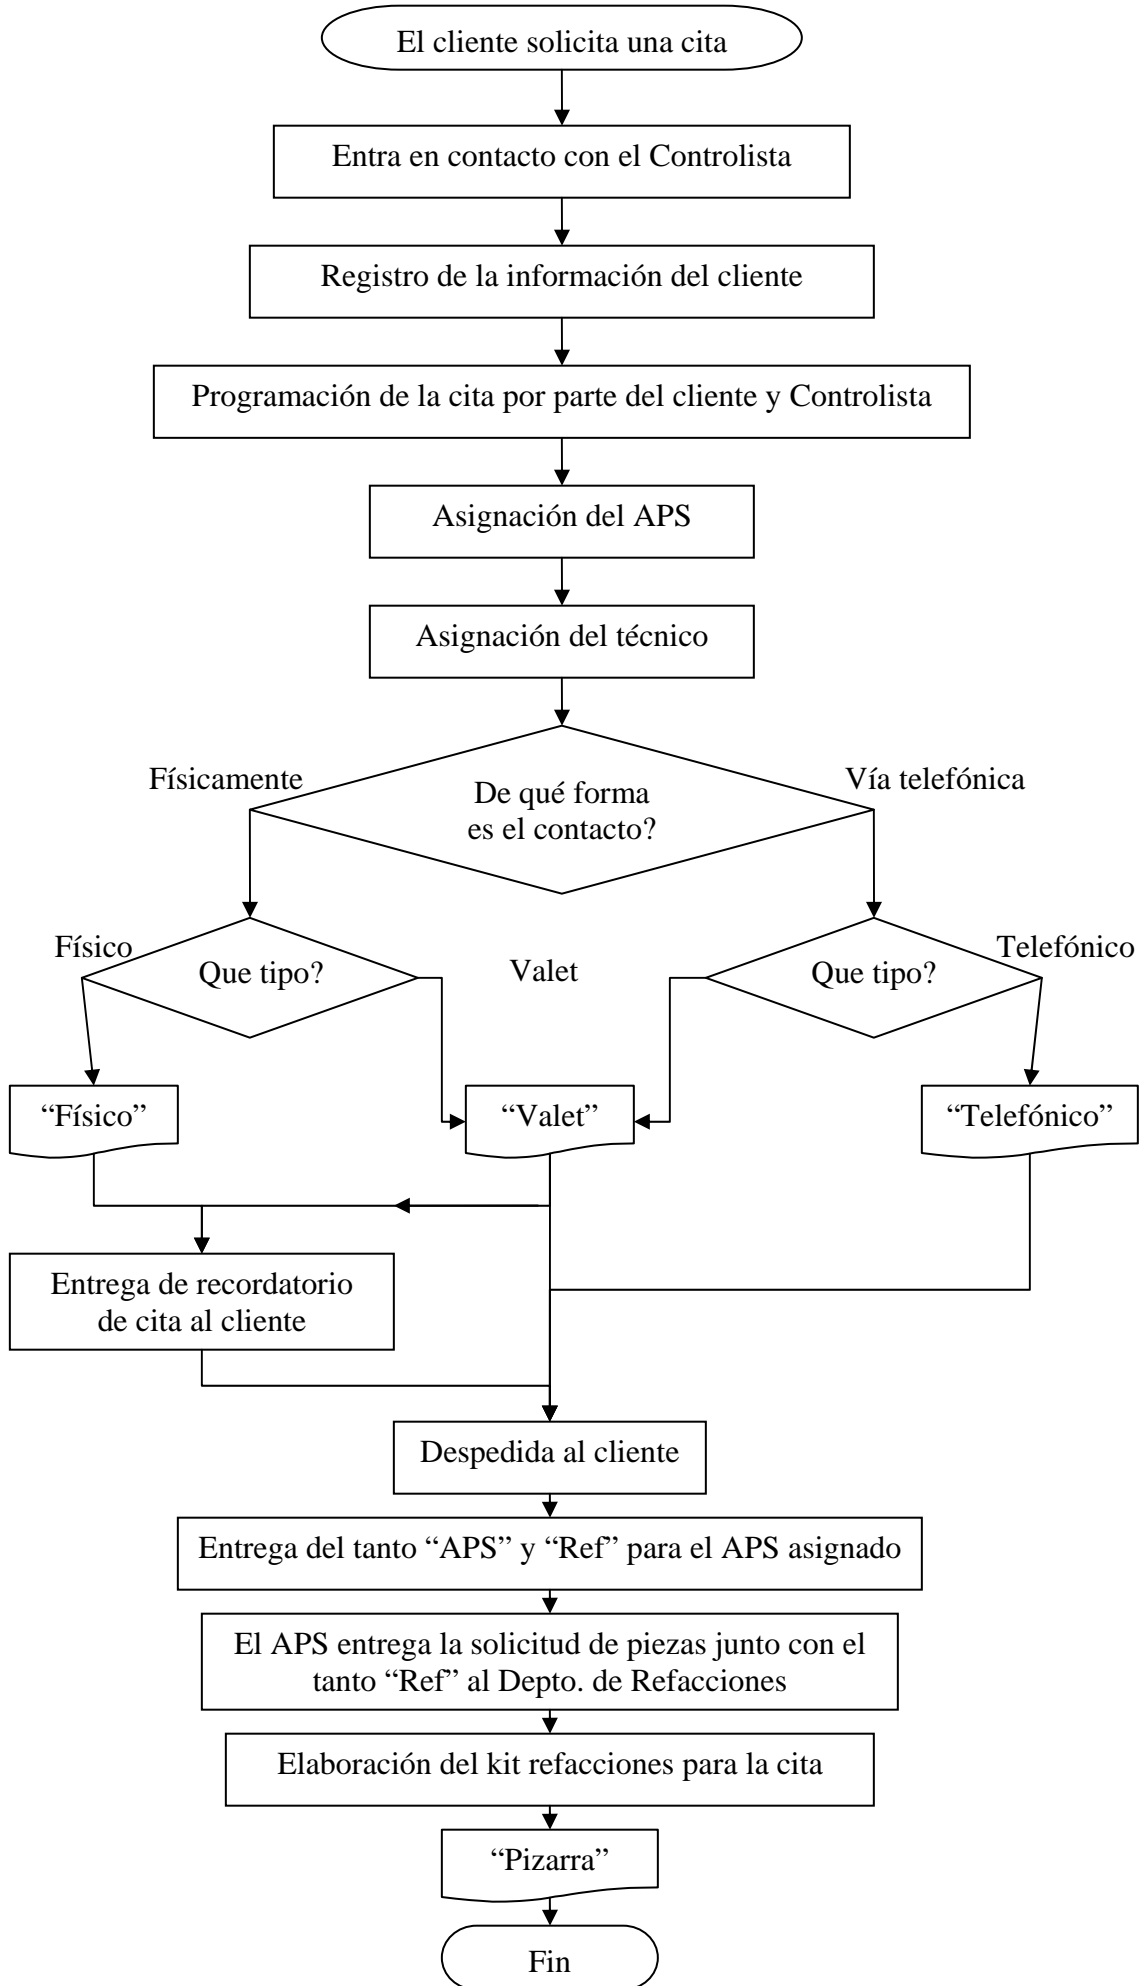 El cliente solicita una cita
Entra en contacto con el Controlista
Registro de la información del cliente
Programación de la cita por parte del cliente y Controlista
Asignación del APS
Asignación del técnico
Físicamente
De qué forma
es el contacto?
Vía telefónica
Físico
Que tipo?
Valet
Que tipo?
Telefónico
“Físico”
“Valet”
“Telefónico”
Entrega de recordatorio
de cita al cliente
Despedida al cliente
Entrega del tanto “APS” y “Ref” para el APS asignado
El APS entrega la solicitud de piezas junto con el
tanto “Ref” al Depto. de Refacciones
Elaboración del kit refacciones para la cita
“Pizarra”
Fin